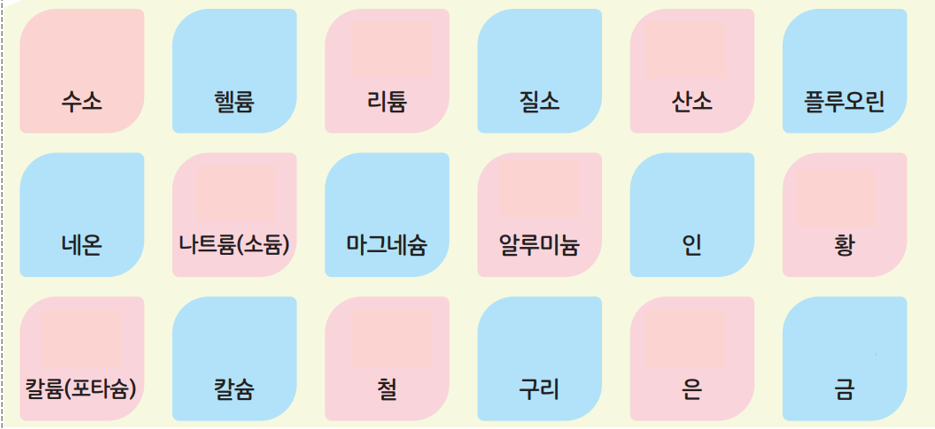 수소 헬륨 리튬 질소 산소 플루오린
네온 나트륨(소듐) 마그네슘 알루미늄 인 황
칼륨(포타슘) 칼슘 철 구리 은 금